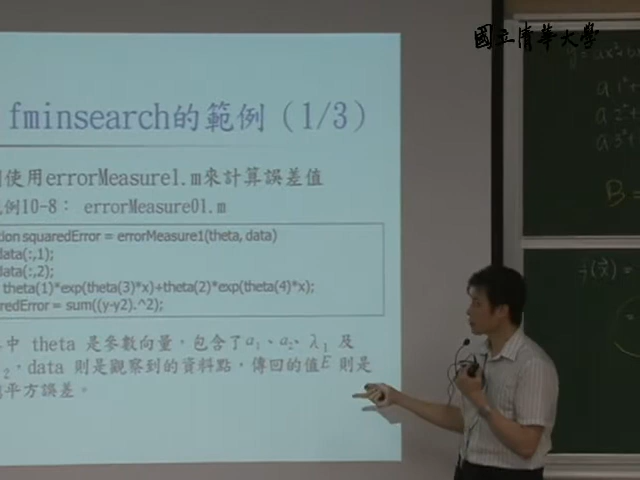 國立清華大學
fminsearch的範例（1/3）
使用errorMeasure1.m來計算誤差值
例10-8： errorMeasure01.m
tion squaredError = errorMeasure1(theta, data)
data(:,1);
data(:,2);
theta(1)*exp(theta(3)*x)+theta(2)*exp(theta(4)*x);
redError = sum((y-y2).^2);
中 theta 是參數向量，包含了a₁、a₂、λ₁ 及
₂，data 則是觀察到的資料點，傳回的值E 則是
平方誤差。
a 1²+
a 2²+
a 3²+
B =